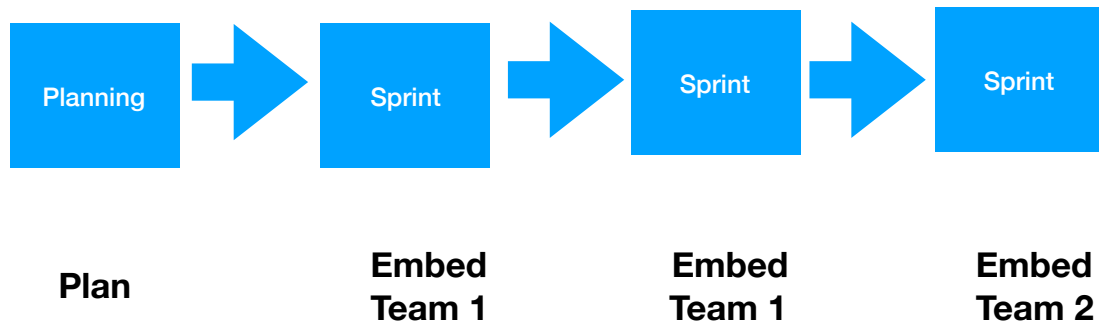 Planning
Sprint
Sprint
Sprint
Plan
Embed
Team 1
Embed
Team 1
Embed
Team 2